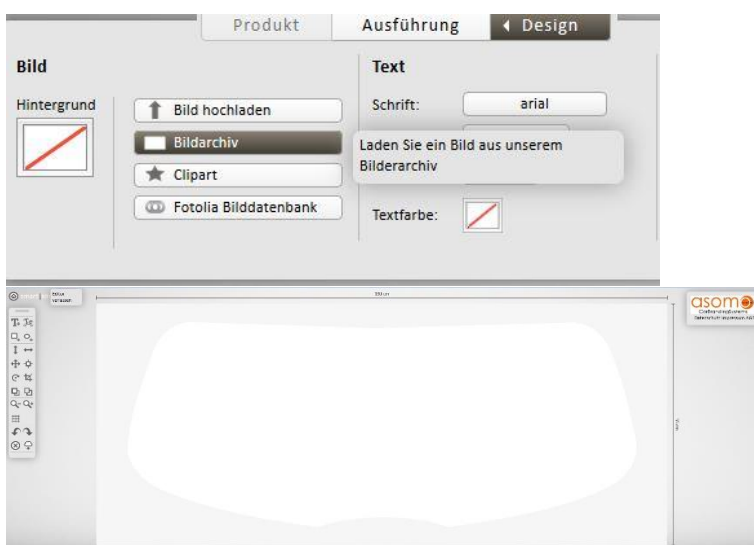 Produkt
Ausführung
Design
Bild
Text
Hintergrund
Bild hochladen
Schrift:
arial
Bildarchiv
Laden Sie ein Bild aus unserem
Bilderarchiv
Clipart
Fotolia Bilddatenbank
Textfarbe:
asom